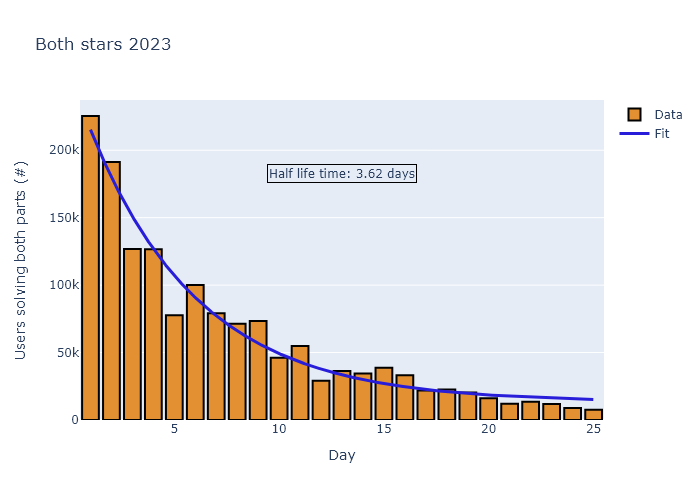 Both stars 2023
Data
Fit
Half life time: 3.62 days
Users solving both parts (#)
200k
150k
100k
50k
0
5
10
15
20
25
Day